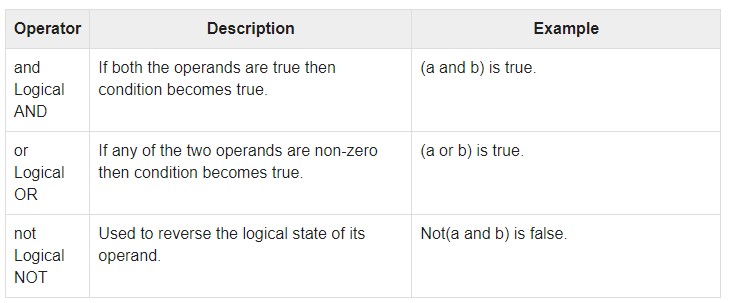 Operator Description Example
and If both the operands are true then (a and b) is true.
Logical condition becomes true.
AND
or If any of the two operands are non-zero (a or b) is true.
Logical then condition becomes true.
OR
not Used to reverse the logical state of its Not(a and b) is false.
Logical operand.
NOT